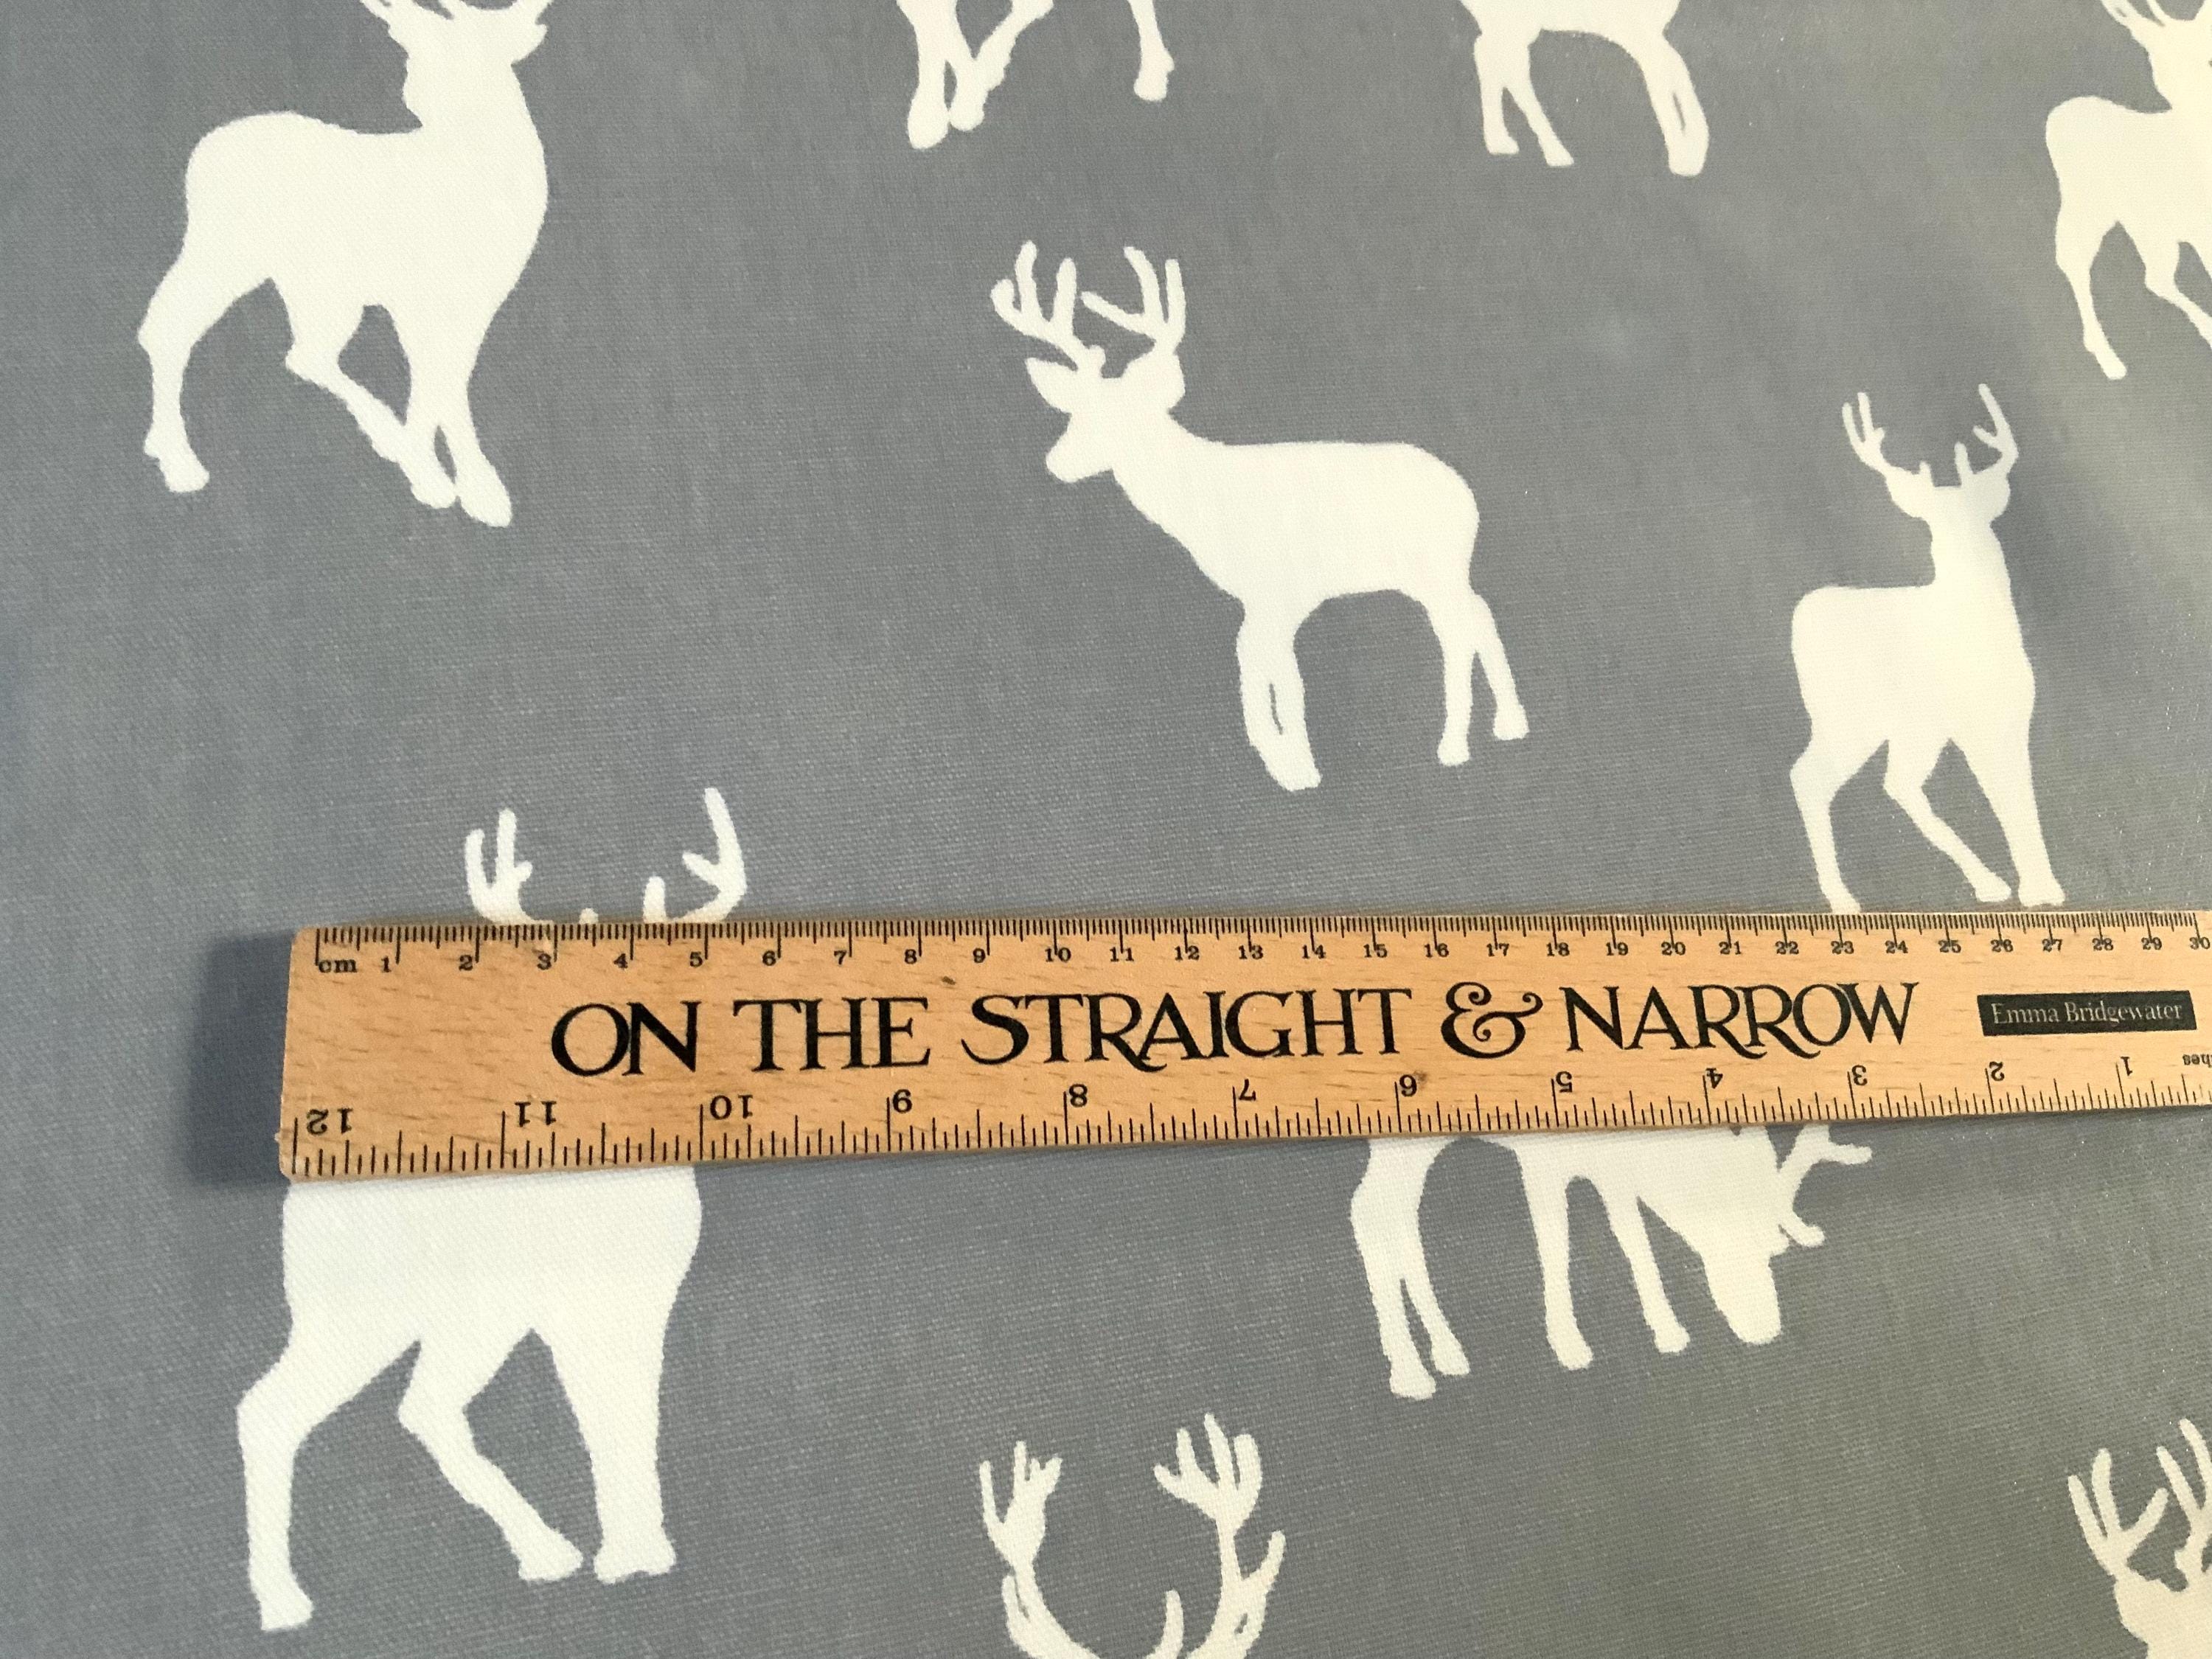 cm 1 2 3 4 5 6 7 8 9 10 11 12 13 14 15 16 17 18 19 20 21 22 23 24 25 26 27 28 29 30
ON THE STRAIGHT & NARROW
Emma Bridgewater
12 11 10 9 8 7 6 5 4 3 2 1